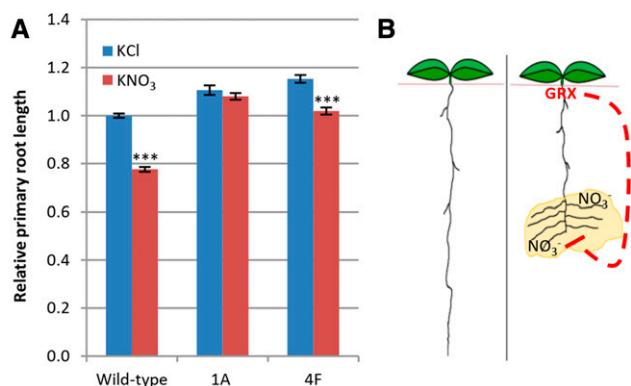 A
Relative primary root length
1.4
1.2
1.0
0.8
0.6
0.4
0.2
0.0
KCl
KNO₃
***
***
Wild-type 1A 4F
B
GRX
NO₃⁻
NO₃⁻